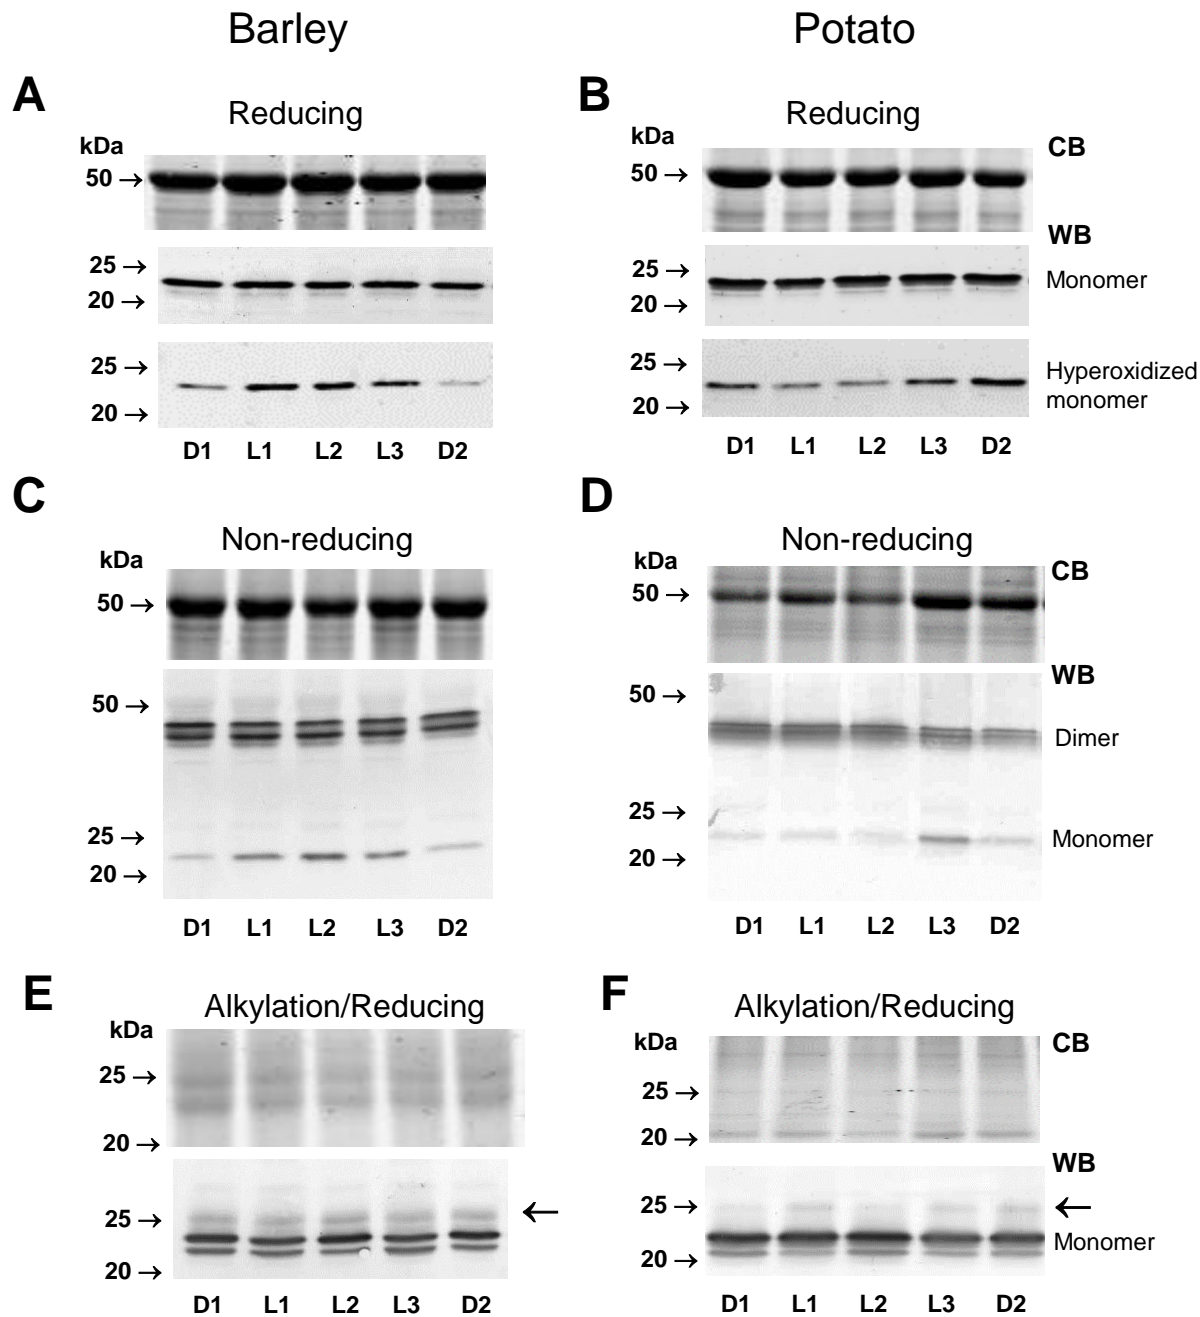 Barley
Potato
A
Reducing
kDa
50 →
25 →
20 →
25 →
20 →
D1 L1 L2 L3 D2
B
Reducing
kDa
CB
50 →
WB
25 →
Monomer
20 →
25 →
Hyperoxidized
monomer
20 →
D1 L1 L2 L3 D2
C
Non-reducing
kDa
50 →
50 →
25 →
20 →
D1 L1 L2 L3 D2
D
Non-reducing
kDa
CB
50 →
WB
50 →
Dimer
25 →
Monomer
20 →
D1 L1 L2 L3 D2
E
Alkylation/Reducing
kDa
25 →
20 →
25 →
←
20 →
D1 L1 L2 L3 D2
F
Alkylation/Reducing
kDa
CB
25 →
20 →
WB
25 →
←
Monomer
20 →
D1 L1 L2 L3 D2